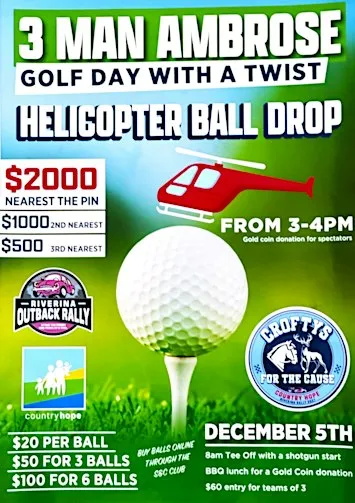 3 MAN AMBROSE
GOLF DAY WITH A TWIST
HELICOPTER BALL DROP
$2000
NEAREST THE PIN
$1000 2ND NEAREST
$500 3RD NEAREST
FROM 3-4PM
Gold coin donation for spectators
RIVERINA
OUTBACK RALLY
CROFTYS
FOR THE CAUSE
COUNTRY HOPE
countryhope
$20 PER BALL
$50 FOR 3 BALLS
$100 FOR 6 BALLS
BUY BALLS ONLINE
THROUGH THE
S&C CLUB
DECEMBER 5TH
8am Tee Off with a shotgun start
BBQ lunch for a Gold Coin donation
$60 entry for teams of 3